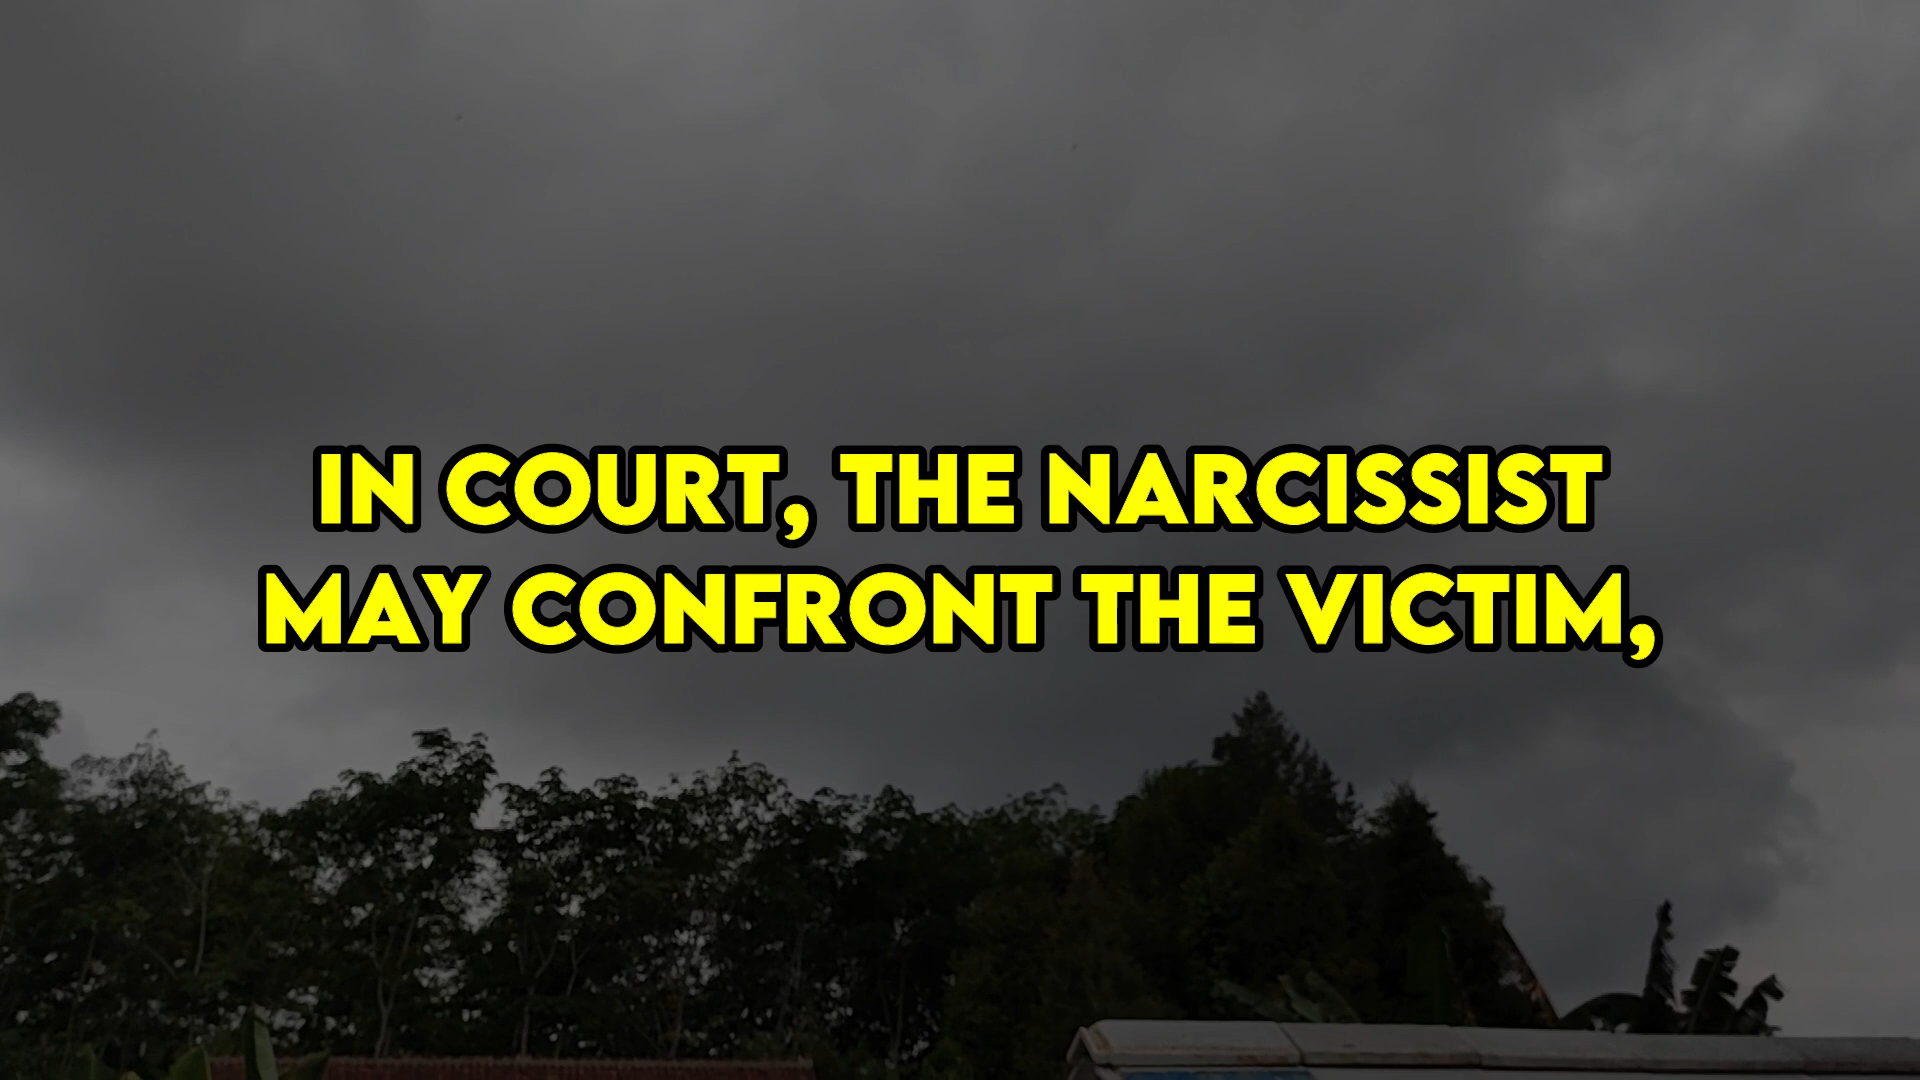 IN COURT, THE NARCISSIST
MAY CONFRONT THE VICTIM,